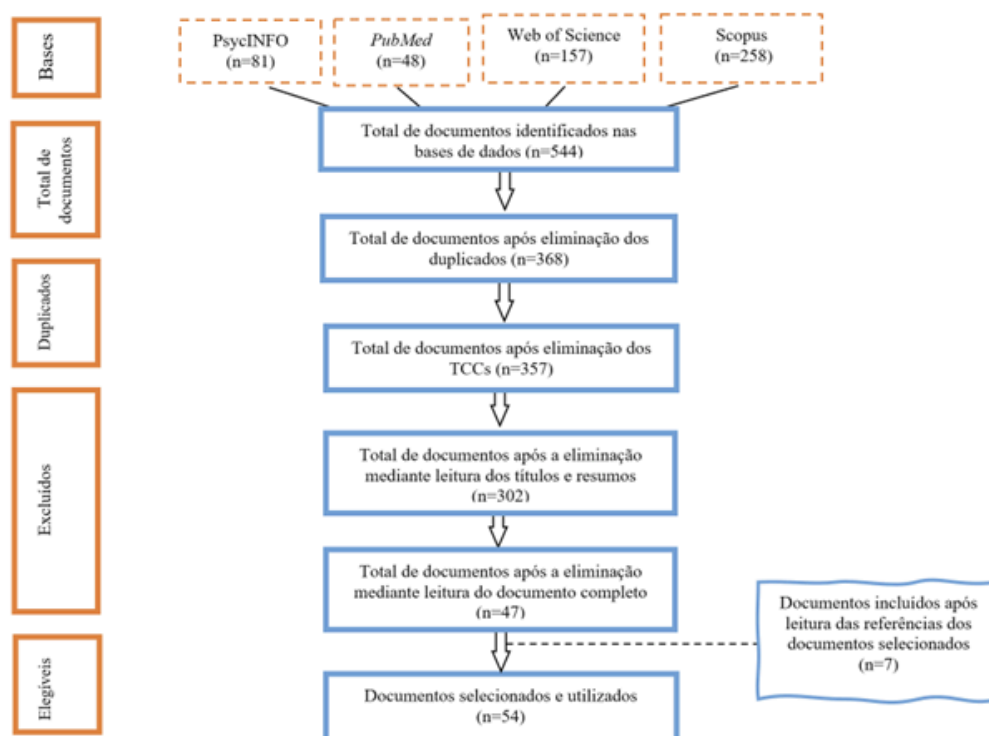 Bases
PsycINFO
(n=81)
PubMed
(n=48)
Web of Science
(n=157)
Scopus
(n=258)
Total de
documentos
Total de documentos identificados nas
bases de dados (n=544)
Total de documentos após eliminação dos
duplicados (n=368)
Duplicados
Total de documentos após eliminação dos
TCCs (n=357)
Excluídos
Total de documentos após a eliminação
mediante leitura dos títulos e resumos
(n=302)
Total de documentos após a eliminação
mediante leitura do documento completo
(n=47)
Documentos incluídos após
leitura das referências dos
documentos selecionados
(n=7)
Elegíveis
Documentos selecionados e utilizados
(n=54)